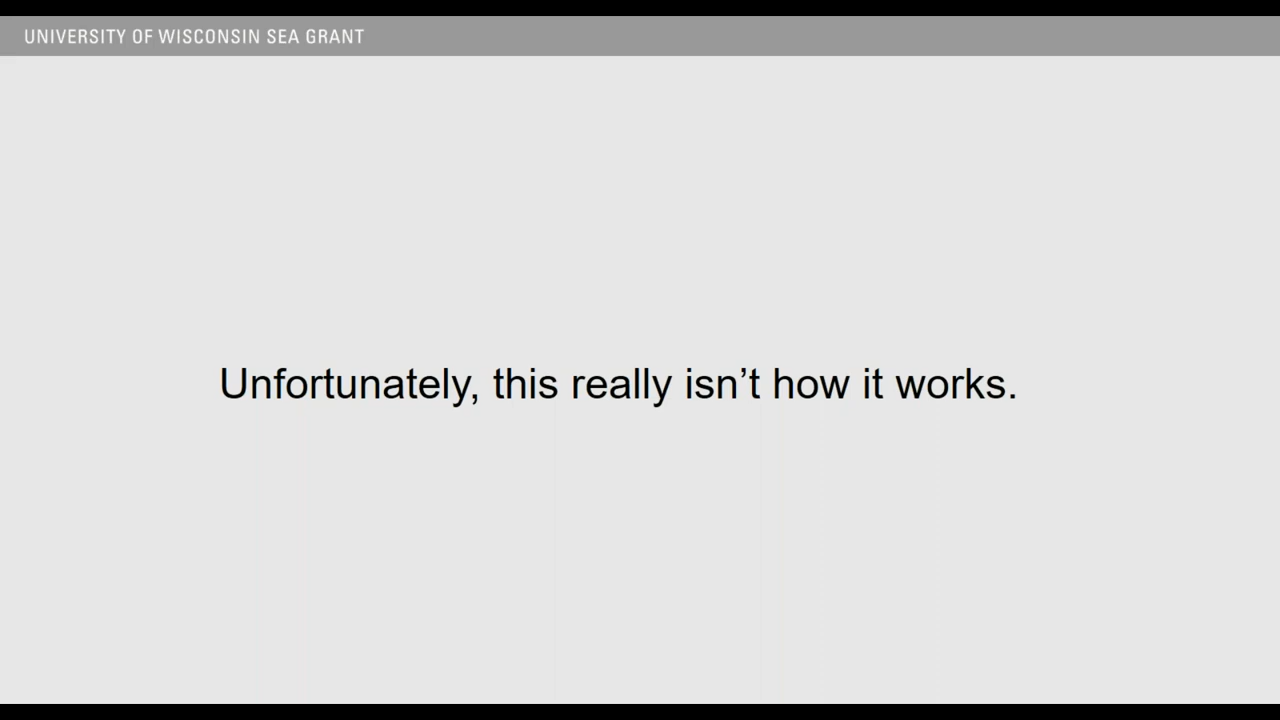 UNIVERSITY OF WISCONSIN SEA GRANT
Unfortunately, this really isn’t how it works.